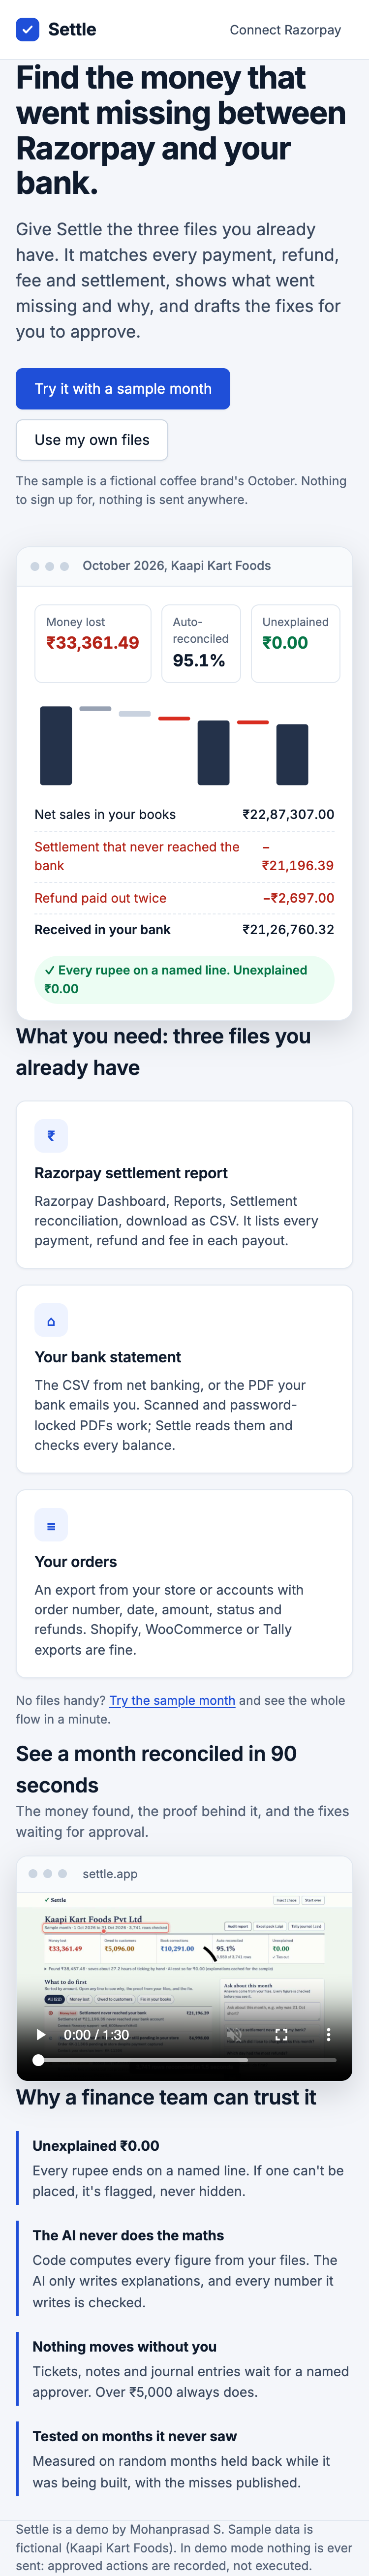 Settle
Connect Razorpay
Find the money that
went missing between
Razorpay and your
bank.
Give Settle the three files you already
have. It matches every payment, refund,
fee and settlement, shows what went
missing and why, and drafts the fixes for
you to approve.
Try it with a sample month
Use my own files
The sample is a fictional coffee brand's October. Nothing
to sign up for, nothing is sent anywhere.
October 2026, Kaapi Kart Foods
Money lost
₹33,361.49
Auto-
reconciled
95.1%
Unexplained
₹0.00
Net sales in your books ₹22,87,307.00
Settlement that never reached the
bank
−
₹21,196.39
Refund paid out twice −₹2,697.00
Received in your bank ₹21,26,760.32
✓ Every rupee on a named line. Unexplained
₹0.00
What you need: three files you
already have
₹
Razorpay settlement report
Razorpay Dashboard, Reports, Settlement
reconciliation, download as CSV. It lists every
payment, refund and fee in each payout.
Your bank statement
The CSV from net banking, or the PDF your
bank emails you. Scanned and password-
locked PDFs work; Settle reads them and
checks every balance.
Your orders
An export from your store or accounts with
order number, date, amount, status and
refunds. Shopify, WooCommerce or Tally
exports are fine.
No files handy? Try the sample month and see the whole
flow in a minute.
See a month reconciled in 90
seconds
The money found, the proof behind it, and the fixes
waiting for approval.
settle.app
✓ Settle
Kaapi Kart Foods Pvt Ltd
Money lost
₹33,361.49
₹5,096.00
₹10,291.00
95.1%
Unexplained
₹0.00
What to do first
Ask about this month
0:00 / 1:30
Why a finance team can trust it
Unexplained ₹0.00
Every rupee ends on a named line. If one can't be
placed, it's flagged, never hidden.
The AI never does the maths
Code computes every figure from your files. The
AI only writes explanations, and every number it
writes is checked.
Nothing moves without you
Tickets, notes and journal entries wait for a named
approver. Over ₹5,000 always does.
Tested on months it never saw
Measured on random months held back while it
was being built, with the misses published.
Settle is a demo by Mohanprasad S. Sample data is
fictional (Kaapi Kart Foods). In demo mode nothing is ever
sent: approved actions are recorded, not executed.